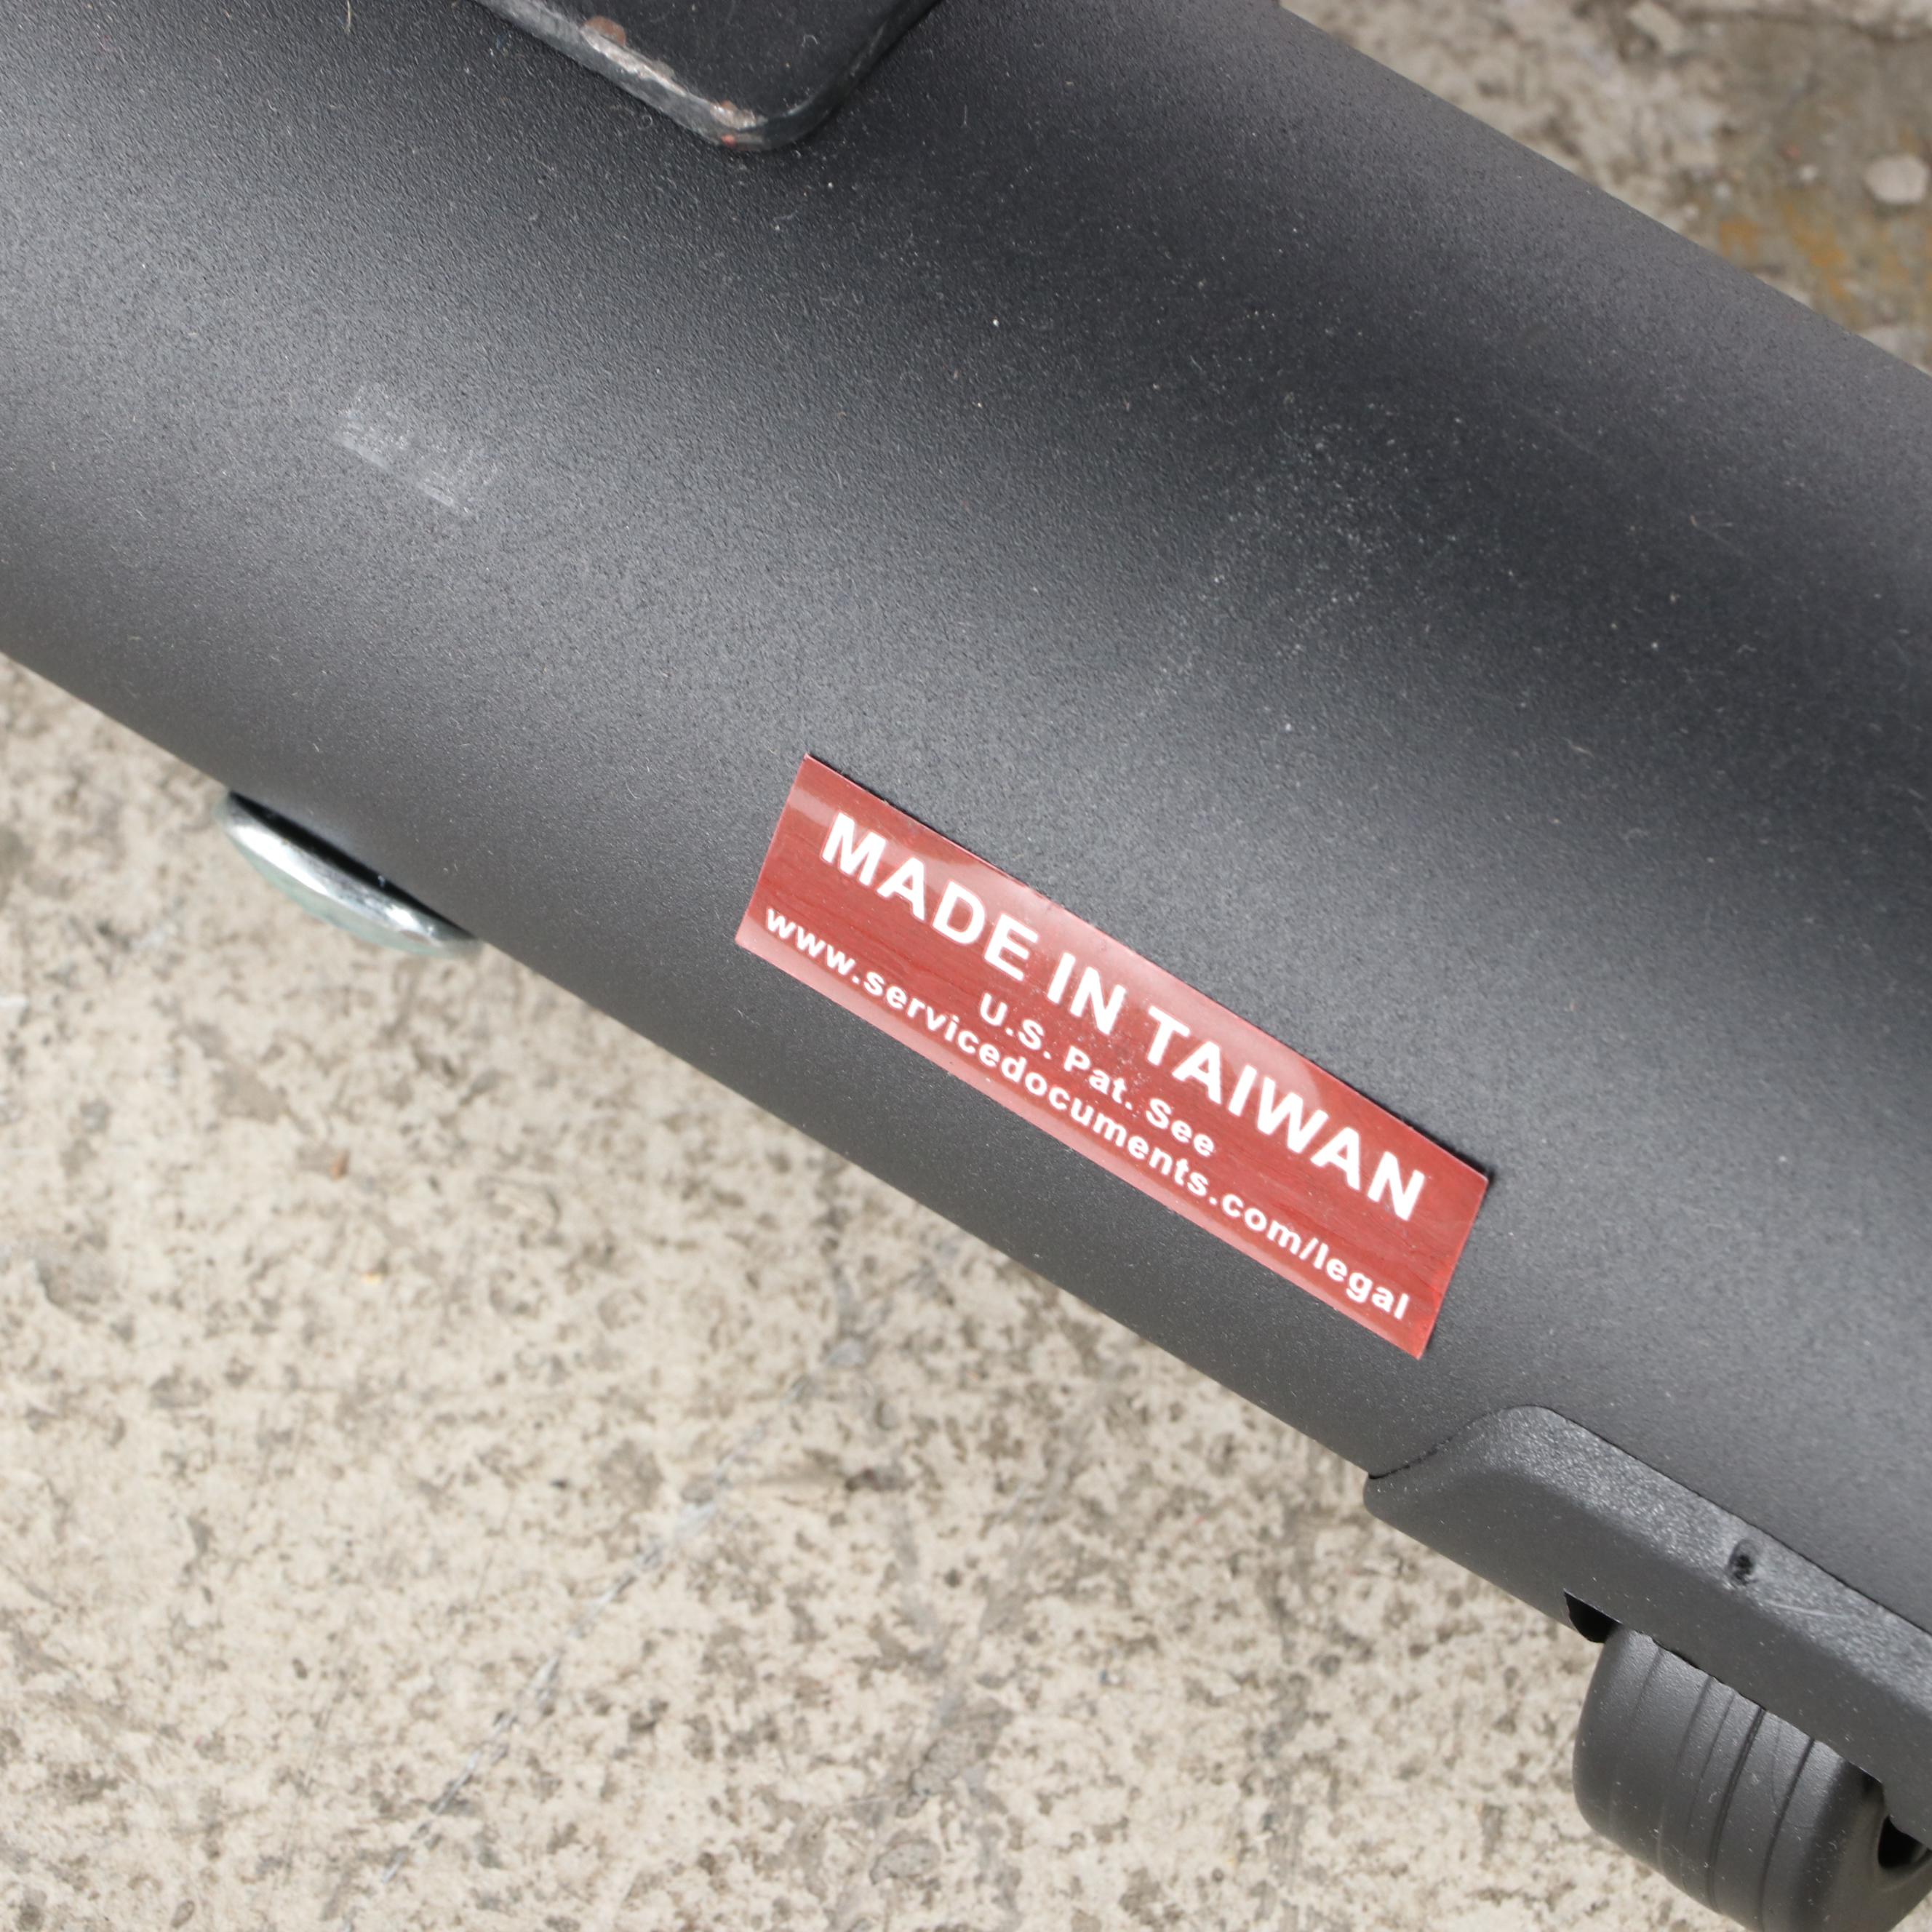 MADE IN TAIWAN
U.S. Pat. See
www.servicedocuments.com/legal